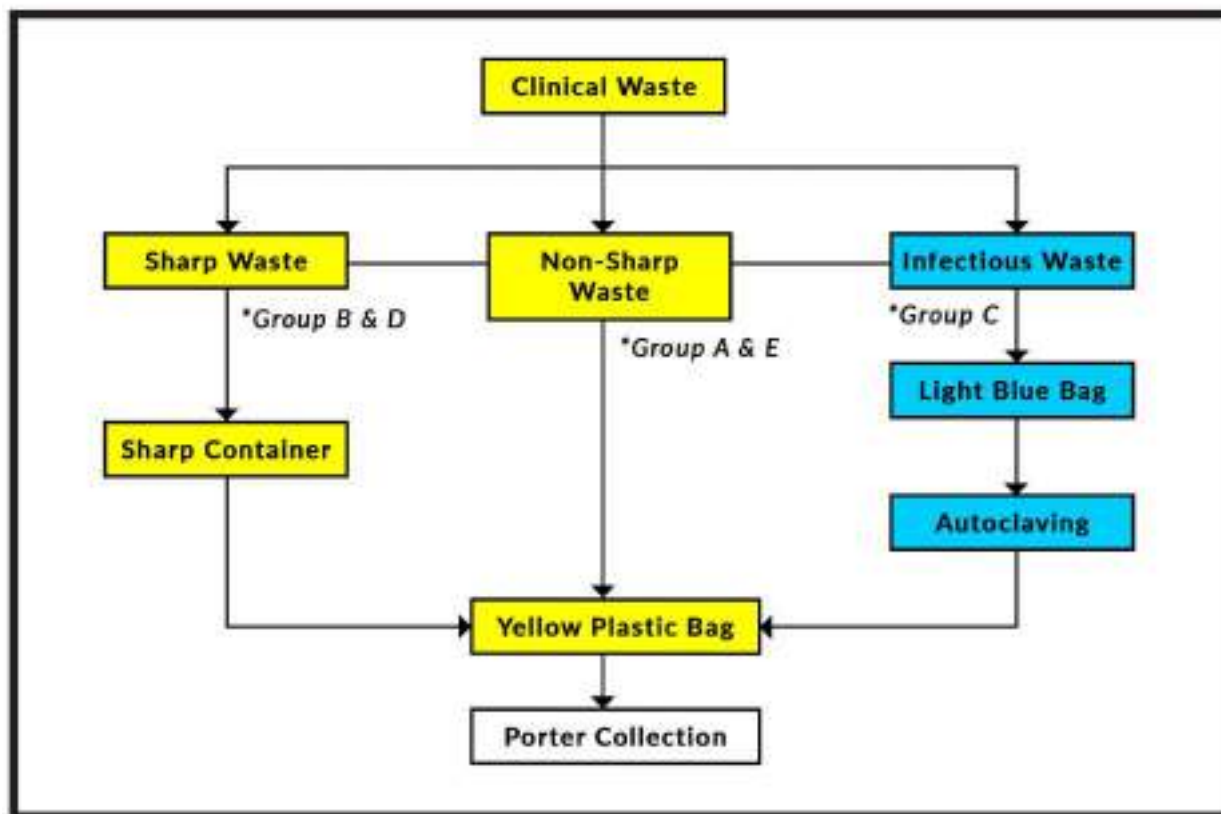 Clinical Waste
Sharp Waste
Non-Sharp
Waste
Infectious Waste
*Group B & D
*Group A & E
*Group C
Light Blue Bag
Sharp Container
Autoclaving
Yellow Plastic Bag
Porter Collection